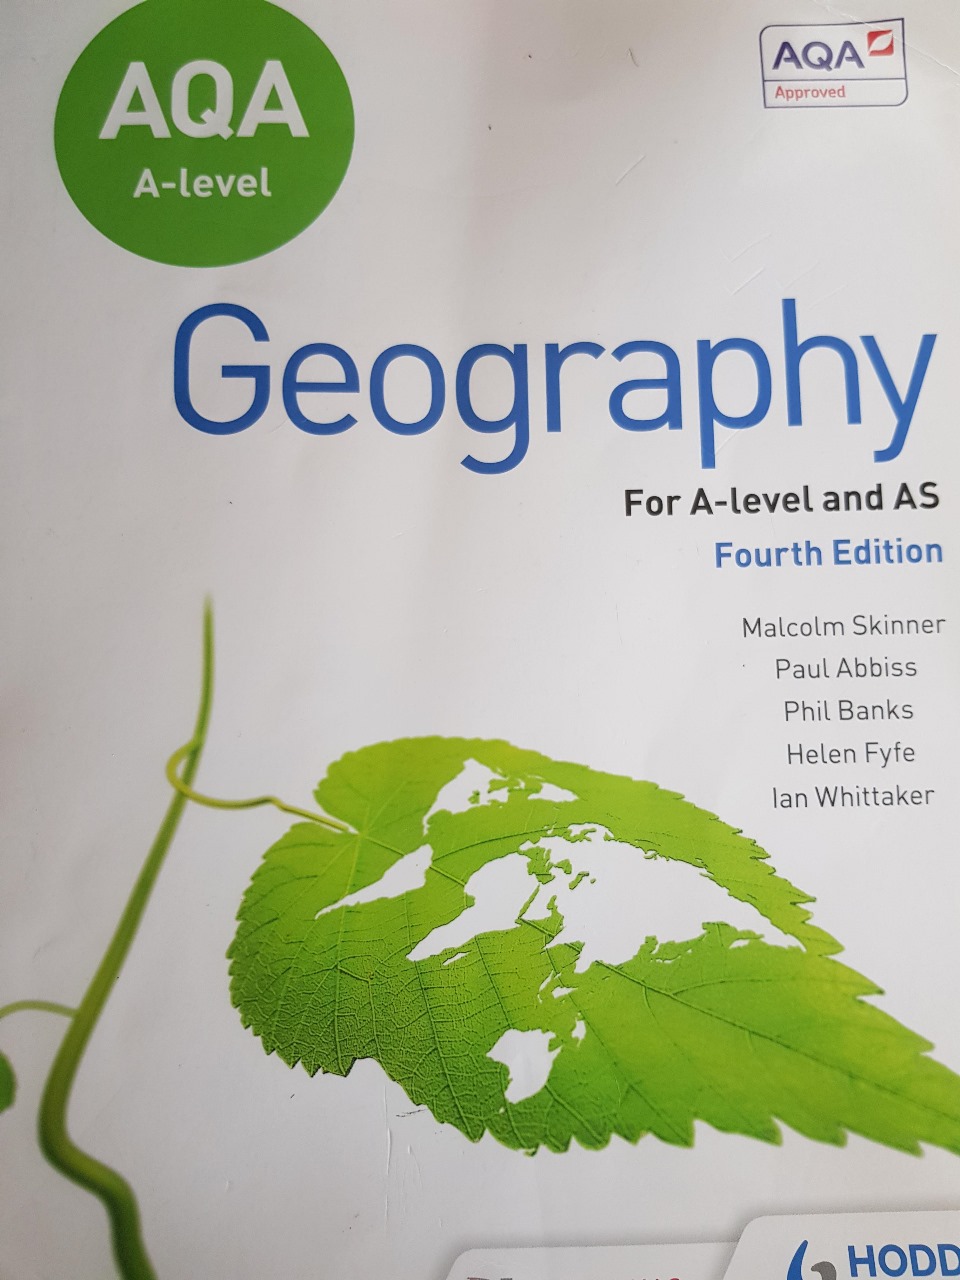 AQA
A-level
AQA
Approved
Geography
For A-level and AS
Fourth Edition
Malcolm Skinner
Paul Abbiss
Phil Banks
Helen Fyfe
Ian Whittaker
HODD